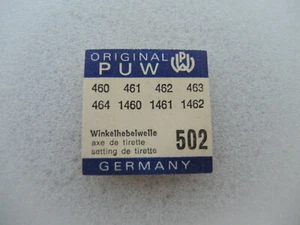 ORIGINAL
PUW PUW
460 461 462 463
464 1460 1461 1462
Winkelhebelwelle
axe de tirette
setting de tirette
502
GERMANY